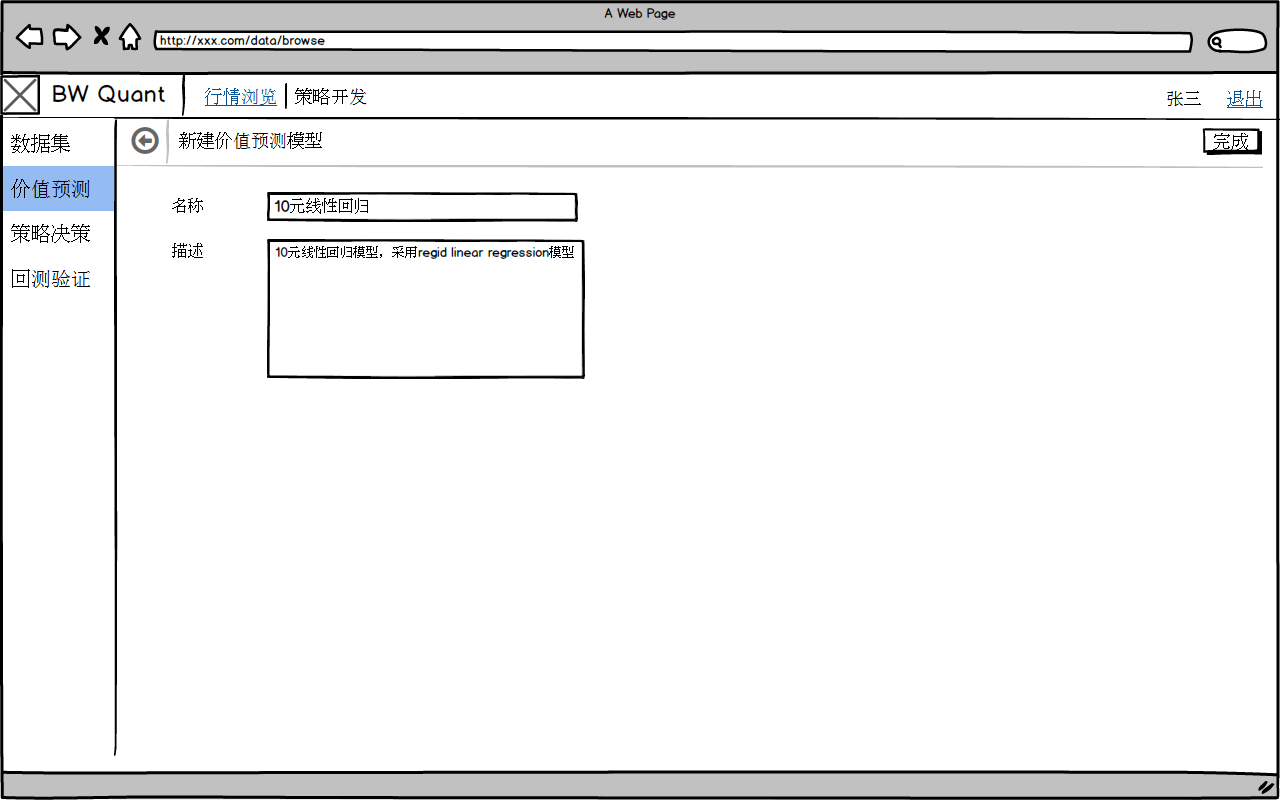 A Web Page
http://xxx.com/data/browse
BW Quant
行情浏览
策略开发
张三
退出
数据集
价值预测
策略决策
回测验证
新建价值预测模型
完成
名称
10元线性回归
描述
10元线性回归模型，采用regid linear regression模型